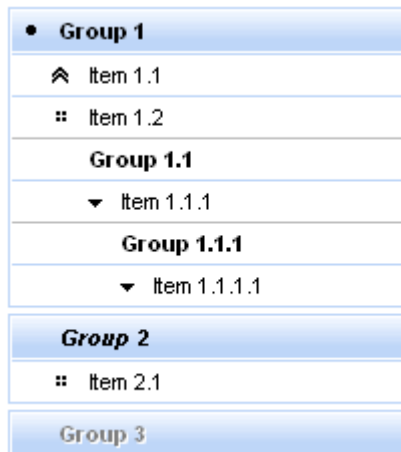 Group 1
Item 1.1
Item 1.2
Group 1.1
Item 1.1.1
Group 1.1.1
Item 1.1.1.1
Group 2
Item 2.1
Group 3